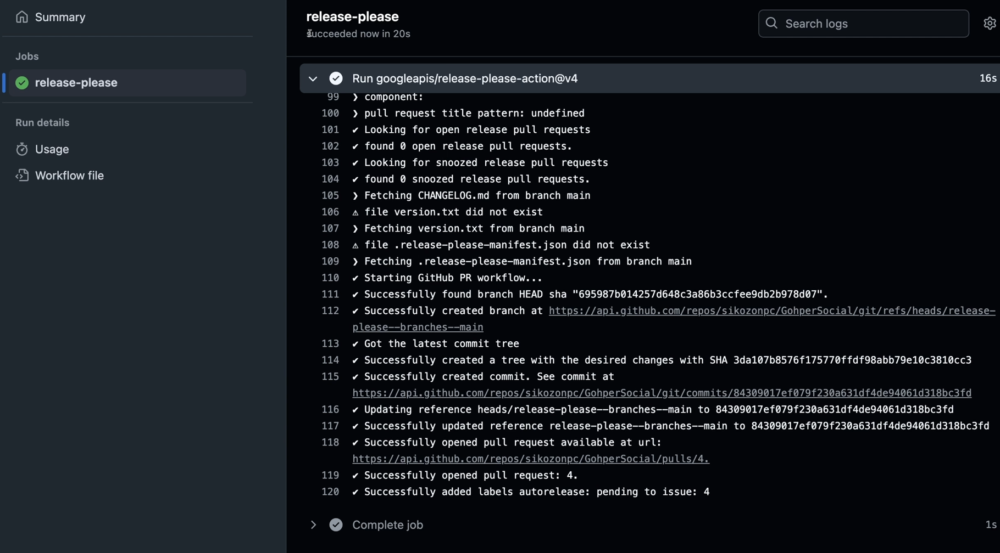 Summary
Jobs
release-please
Run details
Usage
Workflow file
release-please
succeeded now in 20s
Search logs
Run googleapis/release-please-action@v4
16s
99 ❯ component:
100 ❯ pull request title pattern: undefined
101 ✔ Looking for open release pull requests
102 ✔ found 0 open release pull requests.
103 ✔ Looking for snoozed release pull requests
104 ✔ found 0 snoozed release pull requests.
105 ❯ Fetching CHANGELOG.md from branch main
106 ⚠ file version.txt did not exist
107 ❯ Fetching version.txt from branch main
108 ⚠ file .release-please-manifest.json did not exist
109 ❯ Fetching .release-please-manifest.json from branch main
110 ✔ Starting GitHub PR workflow...
111 ✔ Successfully found branch HEAD sha "695987b014257d648c3a86b3ccfee9db2b978d07".
112 ✔ Successfully created branch at https://api.github.com/repos/sikozonpc/GohperSocial/git/refs/heads/release-
please--branches--main
113 ✔ Got the latest commit tree
114 ✔ Successfully created a tree with the desired changes with SHA 3da107b8576f175770ffdf98abb79e10c3810cc3
115 ✔ Successfully created commit. See commit at
https://api.github.com/repos/sikozonpc/GohperSocial/git/commits/84309017ef079f230a631df4de94061d318bc3fd
116 ✔ Updating reference heads/release-please--branches--main to 84309017ef079f230a631df4de94061d318bc3fd
117 ✔ Successfully updated reference release-please--branches--main to 84309017ef079f230a631df4de94061d318bc3fd
118 ✔ Successfully opened pull request available at url:
https://api.github.com/repos/sikozonpc/GohperSocial/pulls/4.
119 ✔ Successfully opened pull request: 4.
120 ✔ Successfully added labels autorelease: pending to issue: 4
Complete job
1s